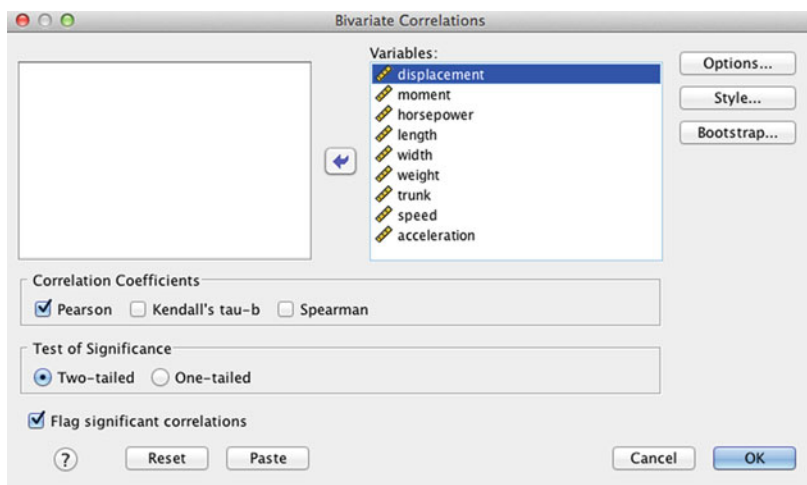 Bivariate Correlations
Variables:
displacement
moment
horsepower
length
width
weight
trunk
speed
acceleration
Options...
Style...
Bootstrap...
Correlation Coefficients
Pearson Kendall's tau-b Spearman
Test of Significance
Two-tailed One-tailed
Flag significant correlations
? Reset Paste Cancel OK